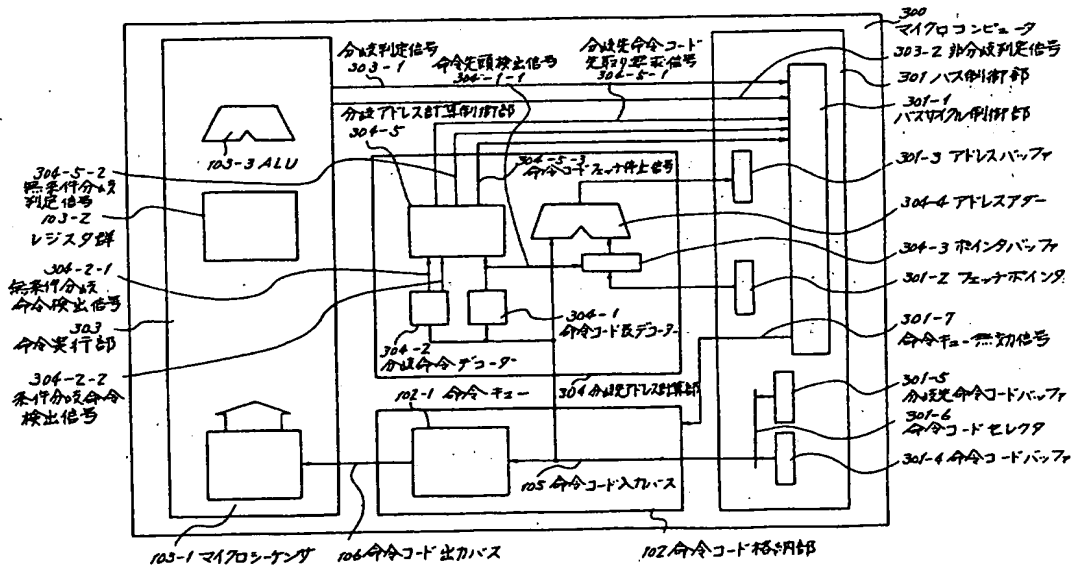 300
マイクロコンピュータ
分岐判定信号
303-1
命令先頭検出信号
304-1-1
分岐先命令コード
先取り要求信号
304-5-1
303-2 非分岐判定信号
301 バス制御部
301-1
バスサイクル制御部
分岐アドレス計算制御部
304-5
103-3 ALU
304-5-3
命令コードフェッチ停止信号
301-3 アドレスバッファ
304-5-2
無条件分岐
判定信号
103-2
レジスタ群
304-4 アドレスアダー
304-3 ポインタバッファ
304-2-1
無条件分岐
命令検出信号
301-2 フェッチポインタ
303
命令実行部
304-1
命令コード長デコーダー
304-2
分岐命令デコーダー
301-7
命令キュー無効信号
304-2-2
条件分岐命令
検出信号
304 分岐先アドレス計算部
102-1 命令キュー
301-5
分岐先命令コードバッファ
301-6
命令コードセレクタ
105 命令コード入力バス
301-4 命令コードバッファ
103-1 マイクロシーケンサ
106 命令コード出力バス
102 命令コード格納部